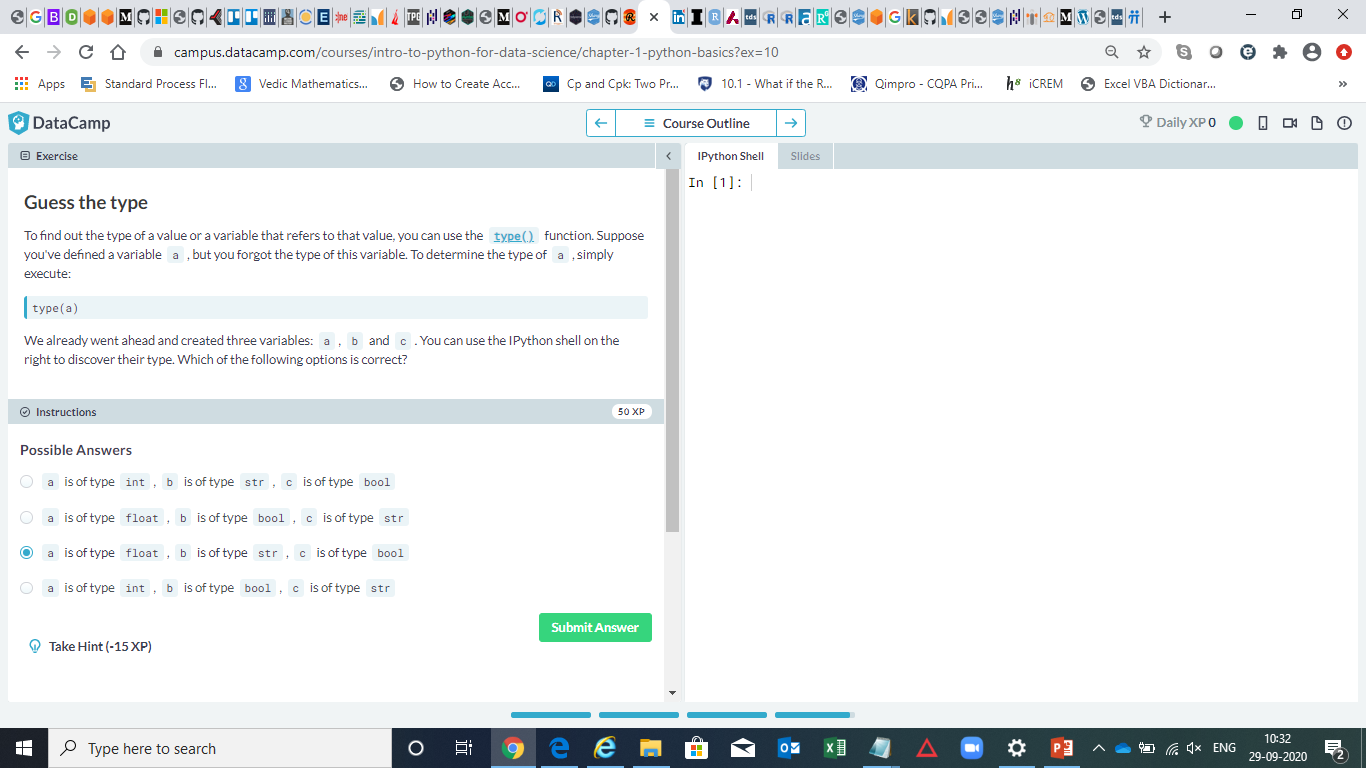 campus.datacamp.com/courses/intro-to-python-for-data-science/chapter-1-python-basics?ex=10
Apps Standard Process Fl... Vedic Mathematics... How to Create Acc... Cp and Cpk: Two Pr... 10.1 - What if the R... Qimpro - CQPA Pri... iCREM Excel VBA Dictionar... »
DataCamp
← Course Outline →
Daily XP 0
Exercise
IPython Shell Slides
In [1]:
Guess the type
To find out the type of a value or a variable that refers to that value, you can use the type() function. Suppose
you've defined a variable a , but you forgot the type of this variable. To determine the type of a , simply
execute:
type(a)
We already went ahead and created three variables: a , b and c . You can use the IPython shell on the
right to discover their type. Which of the following options is correct?
Instructions 50 XP
Possible Answers
a is of type int , b is of type str , c is of type bool
a is of type float , b is of type bool , c is of type str
a is of type float , b is of type str , c is of type bool
a is of type int , b is of type bool , c is of type str
Submit Answer
Take Hint (-15 XP)
Type here to search
ENG
10:32
29-09-2020
2